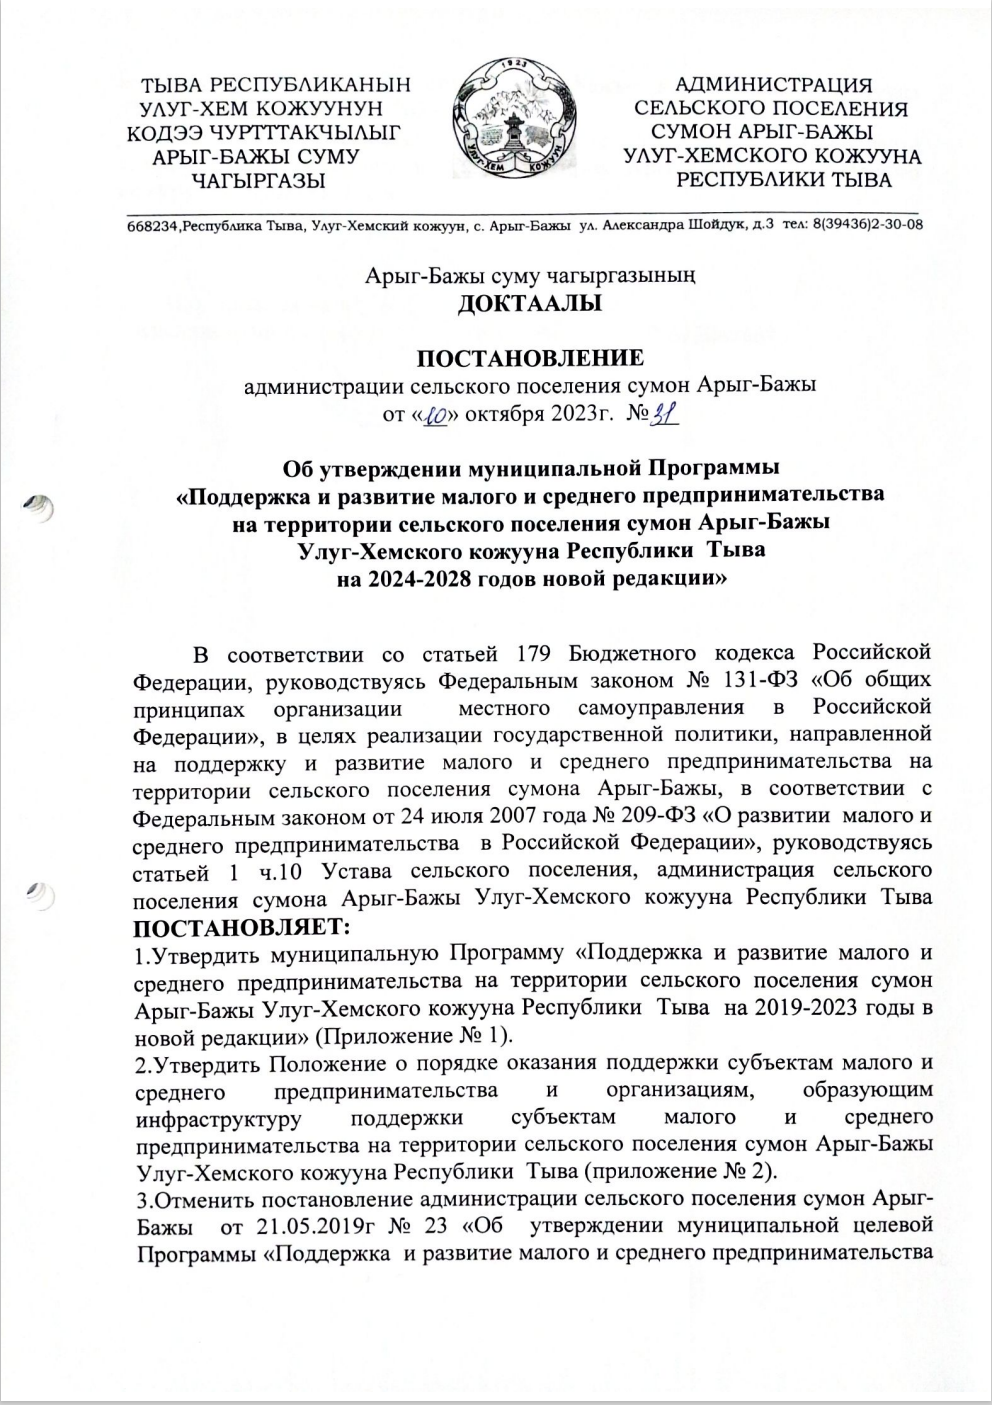 ТЫВА РЕСПУБЛИКАНЫН
УЛУГ-ХЕМ КОЖУУНУН
КОДЭЭ ЧУРТТТАКЧЫЛЫГ
АРЫГ-БАЖЫ СУМУ
ЧАГЫРГАЗЫ
1923
УЛУГ-ХЕМ КОЖУУН
АДМИНИСТРАЦИЯ
СЕЛЬСКОГО ПОСЕЛЕНИЯ
СУМОН АРЫГ-БАЖЫ
УЛУГ-ХЕМСКОГО КОЖУУНА
РЕСПУБЛИКИ ТЫВА
668234,Республика Тыва, Улуг-Хемский кожуун, с. Арыг-Бажы ул. Александра Шойдук, д.3 тел: 8(39436)2-30-08
Арыг-Бажы суму чагыргазының
ДОКТААЛЫ
ПОСТАНОВЛЕНИЕ
администрации сельского поселения сумон Арыг-Бажы
от «10» октября 2023г. №31
Об утверждении муниципальной Программы
«Поддержка и развитие малого и среднего предпринимательства
на территории сельского поселения сумон Арыг-Бажы
Улуг-Хемского кожууна Республики Тыва
на 2024-2028 годов новой редакции»
В соответствии со статьей 179 Бюджетного кодекса Российской
Федерации, руководствуясь Федеральным законом № 131-ФЗ «Об общих
принципах организации местного самоуправления в Российской
Федерации», в целях реализации государственной политики, направленной
на поддержку и развитие малого и среднего предпринимательства на
территории сельского поселения сумона Арыг-Бажы, в соответствии с
Федеральным законом от 24 июля 2007 года № 209-ФЗ «О развитии малого и
среднего предпринимательства в Российской Федерации», руководствуясь
статьей 1 ч.10 Устава сельского поселения, администрация сельского
поселения сумона Арыг-Бажы Улуг-Хемского кожууна Республики Тыва
ПОСТАНОВЛЯЕТ:
1.Утвердить муниципальную Программу «Поддержка и развитие малого и
среднего предпринимательства на территории сельского поселения сумон
Арыг-Бажы Улуг-Хемского кожууна Республики Тыва на 2019-2023 годы в
новой редакции» (Приложение № 1).
2.Утвердить Положение о порядке оказания поддержки субъектам малого и
среднего предпринимательства и организациям, образующим
инфраструктуру поддержки субъектам малого и среднего
предпринимательства на территории сельского поселения сумон Арыг-Бажы
Улуг-Хемского кожууна Республики Тыва (приложение № 2).
3.Отменить постановление администрации сельского поселения сумон Арыг-
Бажы от 21.05.2019г № 23 «Об утверждении муниципальной целевой
Программы «Поддержка и развитие малого и среднего предпринимательства